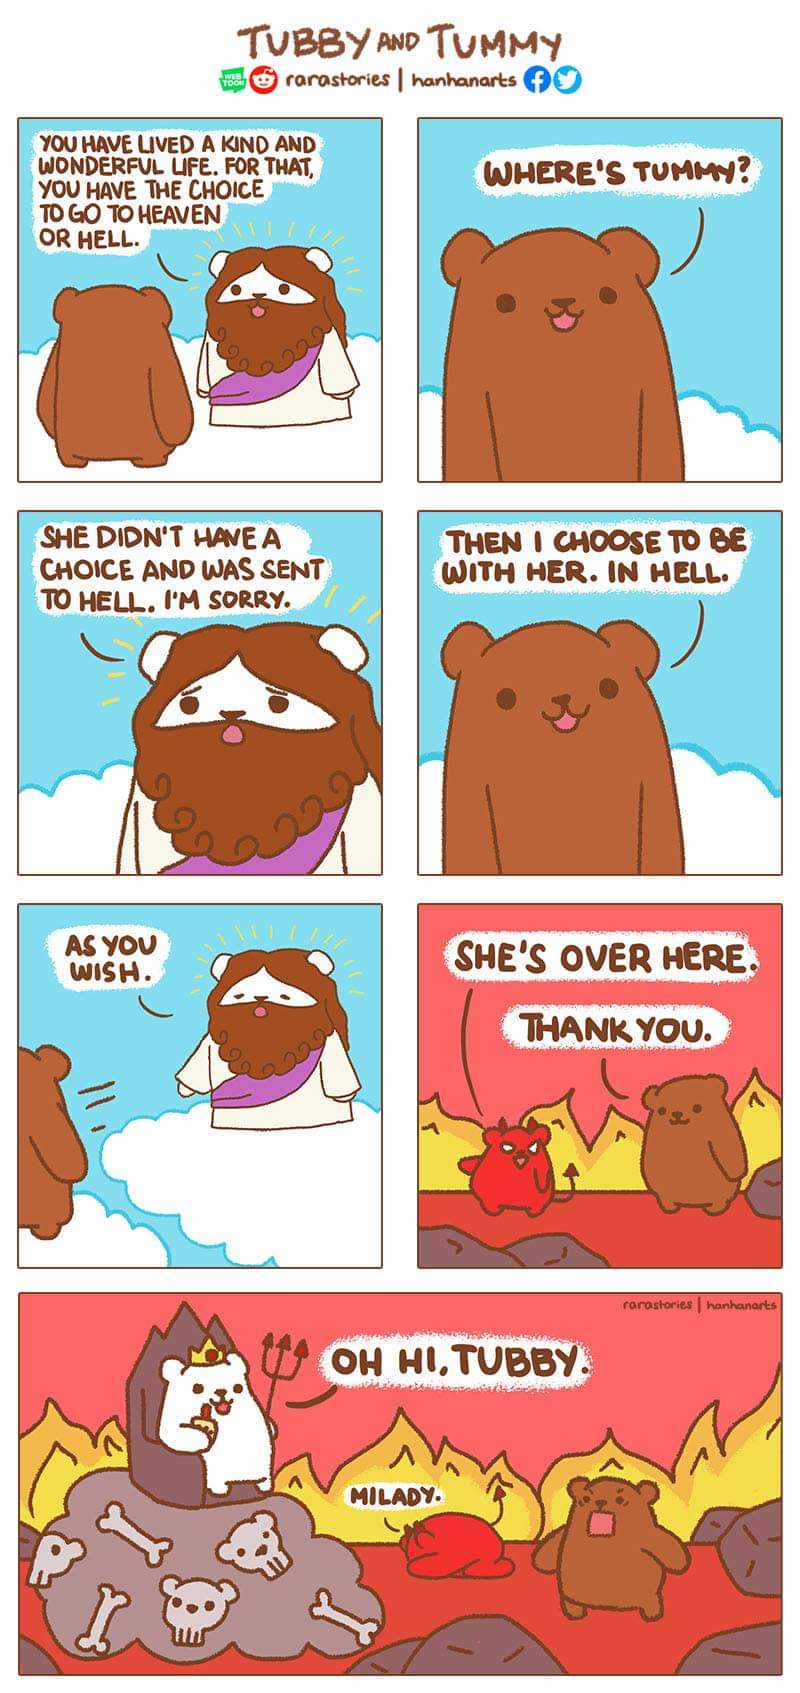 TUBBY AND TUMMY
WEB TOON rarastories | hanhanarts
YOU HAVE LIVED A KIND AND
WONDERFUL LIFE. FOR THAT,
YOU HAVE THE CHOICE
TO GO TO HEAVEN
OR HELL.
WHERE'S TUMMY?
SHE DIDN'T HAVE A
CHOICE AND WAS SENT
TO HELL. I'M SORRY.
THEN I CHOOSE TO BE
WITH HER. IN HELL.
AS YOU
WISH.
SHE'S OVER HERE.
THANK YOU.
rarastories | hanhanarts
OH HI, TUBBY.
MILADY.